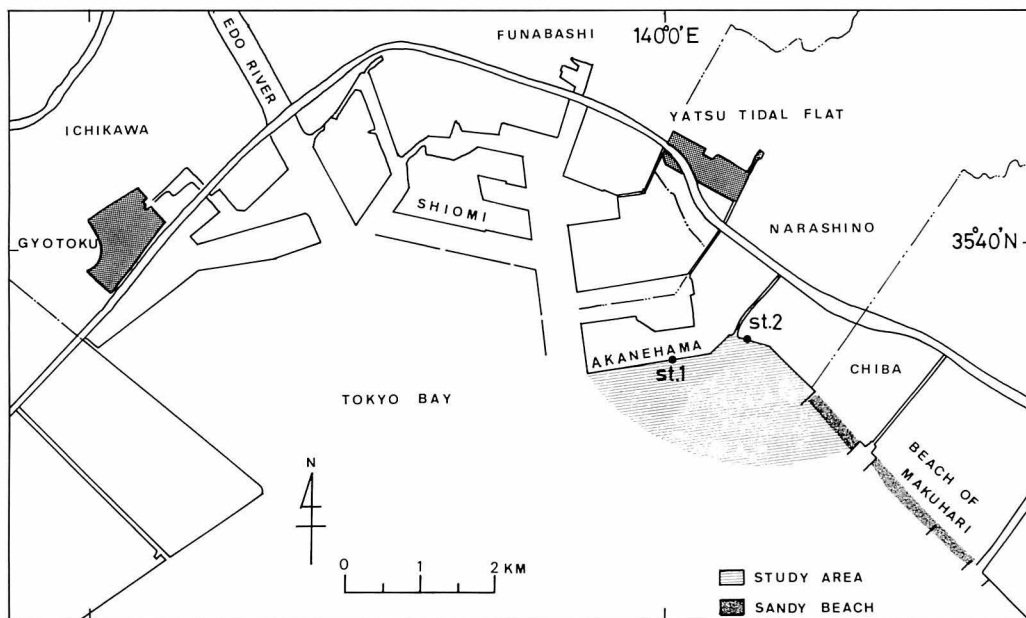 FUNABASHI
140°0'E
EDO RIVER
ICHIKAWA
YATSU TIDAL FLAT
SHIOMI
GYOTOKU
NARASHINO
35°40'N
st.2
AKANEHAMA
st.1
CHIBA
TOKYO BAY
BEACH OF
MAKUHARI
N
0 1 2 KM
STUDY AREA
SANDY BEACH